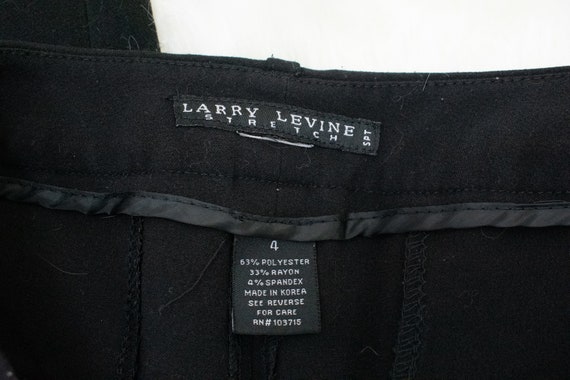 LARRY LEVINE
STRETCH
4
63% POLYESTER
33% RAYON
4% SPANDEX
MADE IN KOREA
SEE REVERSE
FOR CARE
RN# 103715